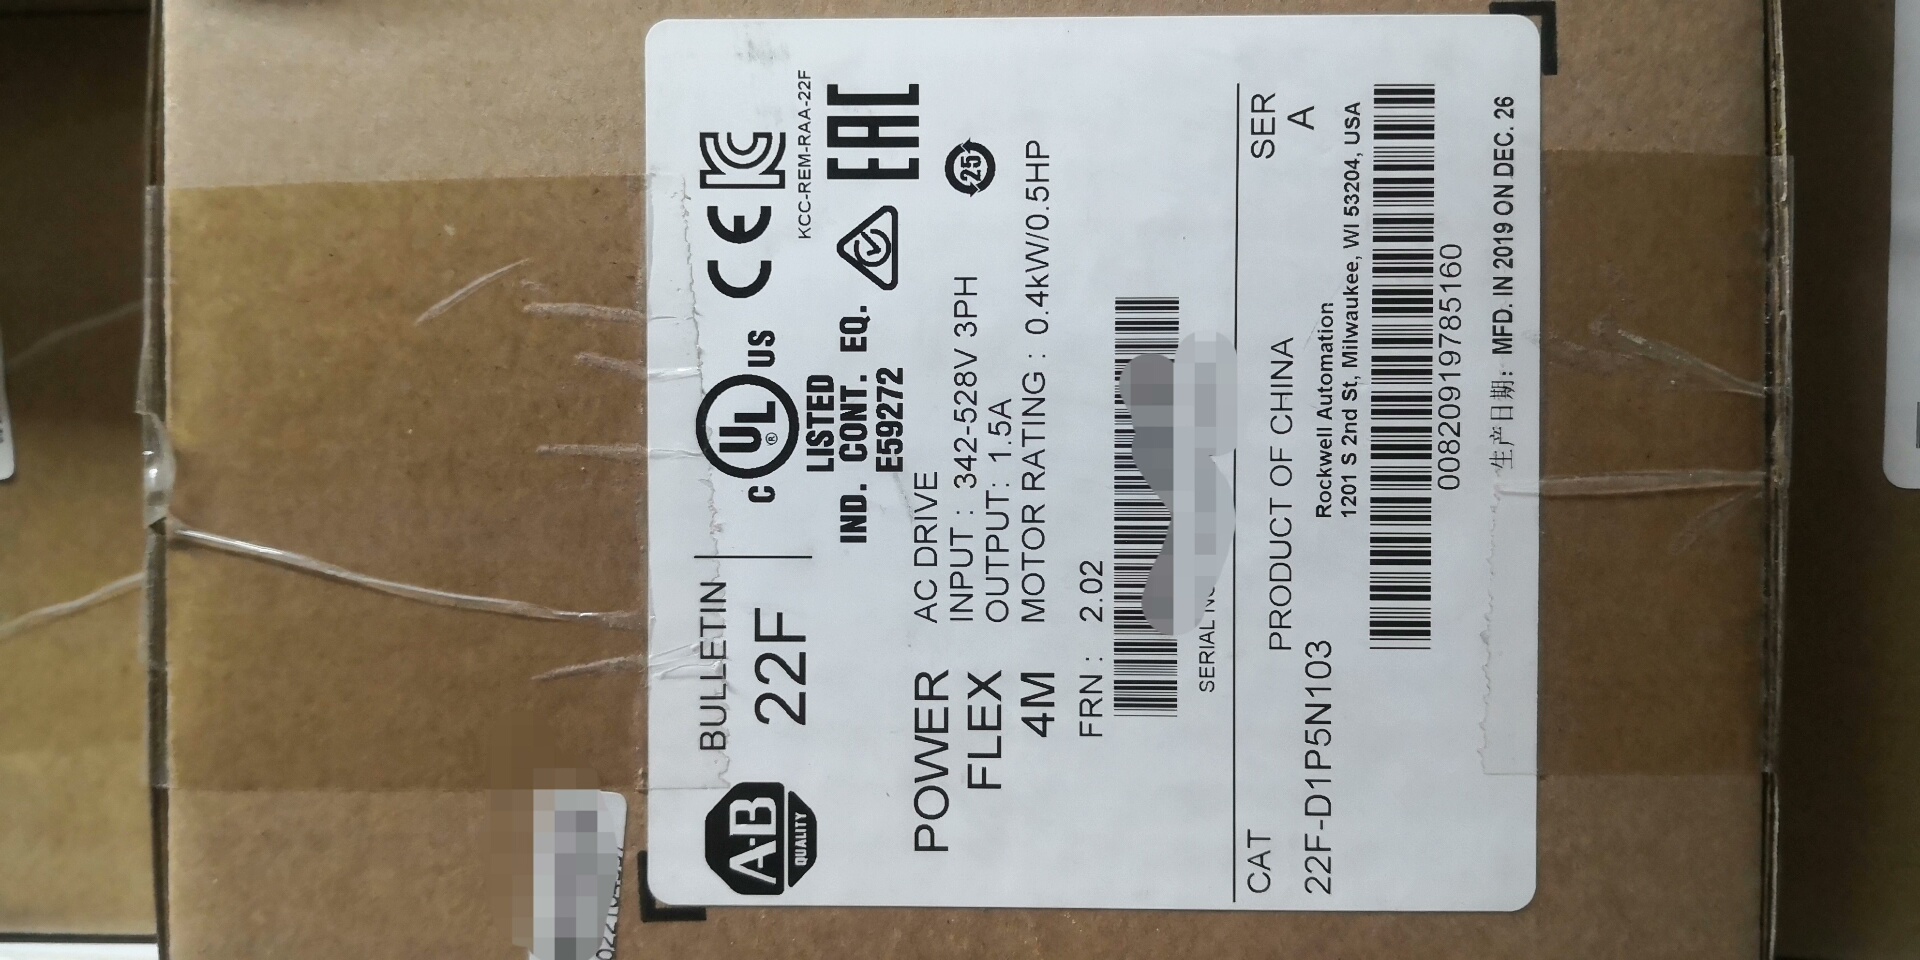 A-B
QUALITY
BULLETIN
22F
c UL ® US
LISTED
IND. CONT. EQ.
E59272
CE
KCC-REM-RAA-22F
EAC
25
POWER
FLEX
4M
AC DRIVE
INPUT : 342-528V 3PH
OUTPUT: 1.5A
MOTOR RATING : 0.4kW/0.5HP
FRN : 2.02
SERIAL
CAT
22F-D1P5N103
PRODUCT OF CHINA
SER
A
Rockwell Automation
1201 S 2nd St, Milwaukee, WI 53204, USA
00820919785160
生产日期: MFD. IN 2019 ON DEC. 26